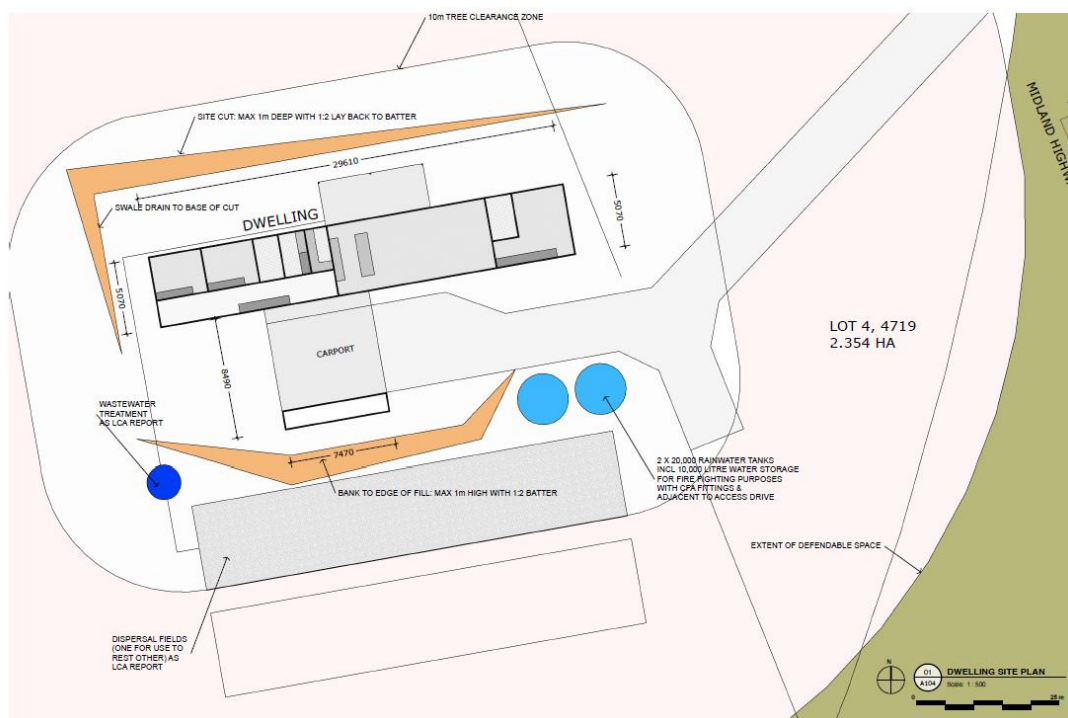 10m TREE CLEARANCE ZONE
SITE CUT: MAX 1m DEEP WITH 1:2 LAY BACK TO BATTER
29610
SWALE DRAIN TO BASE OF CUT
DWELLING
5070
5070
MIDLAND HIGHWAY
LOT 4, 4719
2.354 HA
CARPORT
8490
WASTEWATER
TREATMENT
AS LCA REPORT
7470
BANK TO EDGE OF FILL: MAX 1m HIGH WITH 1:2 BATTER
2 X 20,000 RAINWATER TANKS
INCL 10,000 LITRE WATER STORAGE
FOR FIRE FIGHTING PURPOSES
WITH CFA FITTINGS &
ADJACENT TO ACCESS DRIVE
EXTENT OF DEFENDABLE SPACE
DISPERSAL FIELDS
(ONE FOR USE TO
REST OTHER) AS
LCA REPORT
N
01
A104
DWELLING SITE PLAN
Scale: 1 : 500
0
25 m